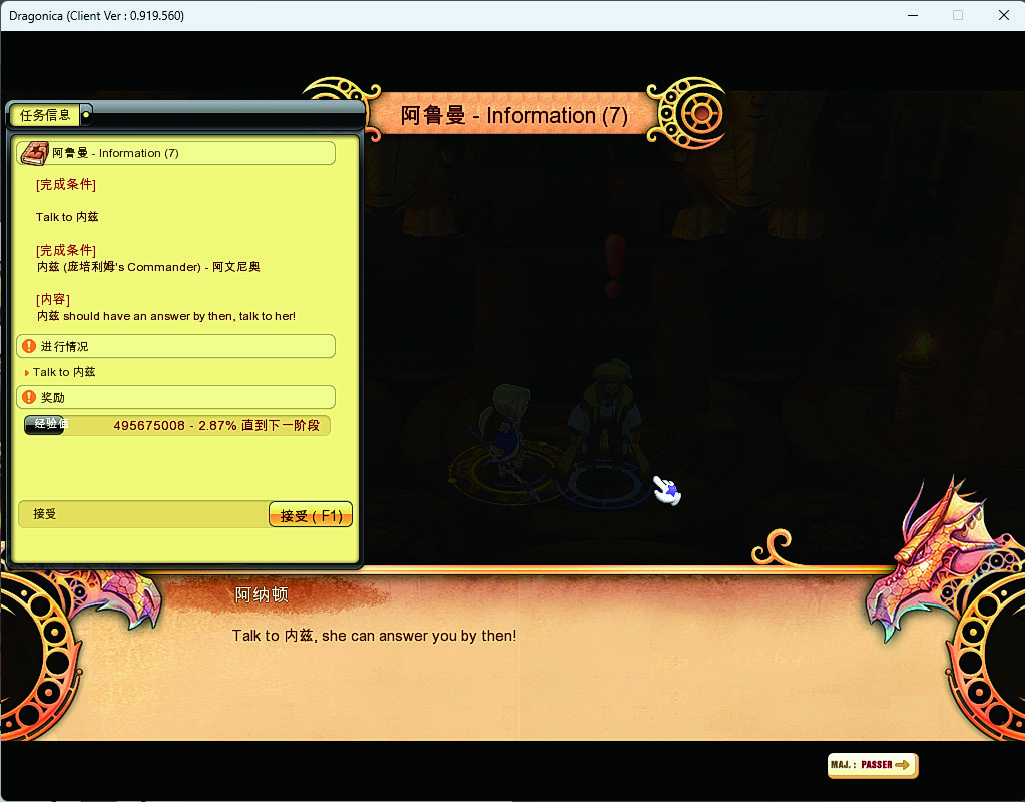 Dragonica (Client Ver : 0.919.560)
阿鲁曼 - Information (7)
任务信息
阿鲁曼 - Information (7)
[完成条件]
Talk to 内兹
[完成条件]
内兹 (庞培利姆's Commander) - 阿文尼奥
[内容]
内兹 should have an answer by then, talk to her!
进行情况
Talk to 内兹
奖励
经验值 495675008 - 2.87% 直到下一阶段
接受 接受 ( F1)
阿纳顿
Talk to 内兹, she can answer you by then!
MAJ. : PASSER